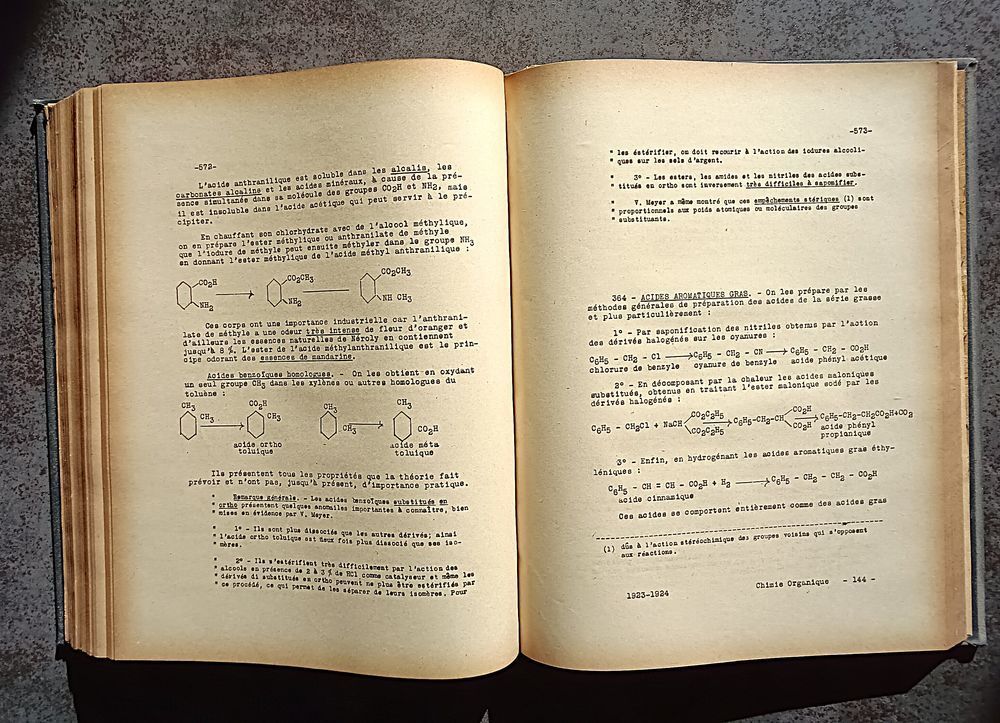 -572-
L'acide anthranilique est soluble dans les alcalis, les
carbonates alcalins et les acides minéraux, à cause de la pré-
sence simultanée dans sa molécule des groupes CO2H et NH2, mais
il est insoluble dans l'acide acétique qui peut servir à le pré-
cipiter.
En chauffant son chlorhydrate avec de l'alcool méthylique,
on en prépare l'ester méthylique ou anthranilate de méthyle
que l'iodure de méthyle peut ensuite méthyler dans le groupe NH3
en donnant l'ester méthylique de l'acide méthyl anthranilique :
CO2H CO2CH3 CO2CH3
NH2 NH2 NH CH3
Ces corps ont une importance industrielle car l'anthrani-
late de méthyle a une odeur très intense de fleur d'oranger et
d'ailleurs les essences naturelles de Néroly en contiennent
jusqu'à 8 %. L'ester de l'acide méthylanthranilique est le prin-
cipe odorant des essences de mandarine.
Acides benzoïques homologues. - On les obtient en oxydant
un seul groupe CH3 dans les xylènes ou autres homologues du
toluène :
CH3 CO2H CH3 CH3
CH3 CH3 CH3 CO2H
acide ortho acide méta
toluique toluique
Ils présentent tous les propriétés que la théorie fait
prévoir et n'ont pas, jusqu'à présent, d'importance pratique.
" Remarque générale. - Les acides benzoïques substitués en
" ortho présentent quelques anomalies importantes à connaître, bien
" mises en évidence par V. Meyer.
" 1° - Ils sont plus dissociés que les autres dérivés; ainsi
" l'acide ortho toluique est deux fois plus dissocié que ses iso-
" mères.
" 2° - Ils s'estérifient très difficilement par l'action des
" alcools en présence de 2 à 3 % de HCl comme catalyseur et même les
" dérivés di substitués en ortho peuvent ne plus être estérifiés par
" ce procédé, ce qui permet de les séparer de leurs isomères. Pour
-573-
" les éstérifier, on doit recourir à l'action des iodures alcooli-
" ques sur les sels d'argent.
" 3° - Les esters, les amides et les nitriles des acides subs-
" titués en ortho sont inversement très difficiles à saponifier.
" V. Meyer a même montré que ces empêchements stériques (1) sont
" proportionnels aux poids atomiques ou moléculaires des groupes
" substituants.
364 - ACIDES AROMATIQUES GRAS. - On les prépare par les
méthodes générales de préparation des acides de la série grasse
et plus particulièrement :
1° - Par saponification des nitriles obtenus par l'action
des dérivés halogénés sur les cyanures :
C6H5 - CH2 - Cl ⟶ C6H5 - CH2 - CN ⟶ C6H5 - CH2 - CO2H
chlorure de benzyle cyanure de benzyle acide phényl acétique
2° - En décomposant par la chaleur les acides maloniques
substitués, obtenus en traitant l'ester malonique sodé par les
dérivés halogénés :
CO2C2H5 CO2H
C6H5 - CH2Cl + NaCH ⟶ C6H5-CH2-CH ⟶ C6H5-CH2-CH2CO2H+CO2
CO2C2H5 CO2H acide phényl
propianique
3° - Enfin, en hydrogénant les acides aromatiques gras éthy-
léniques :
C6H5 - CH = CH - CO2H + H2 ⟶ C6H5 - CH2 - CH2 - CO2H
acide cinnamique
Ces acides se comportent entièrement comme des acides gras
(1) dûs à l'action stéréochimique des groupes voisins qui s'opposent
aux réactions.
Chimie Organique - 144 -
1923-1924